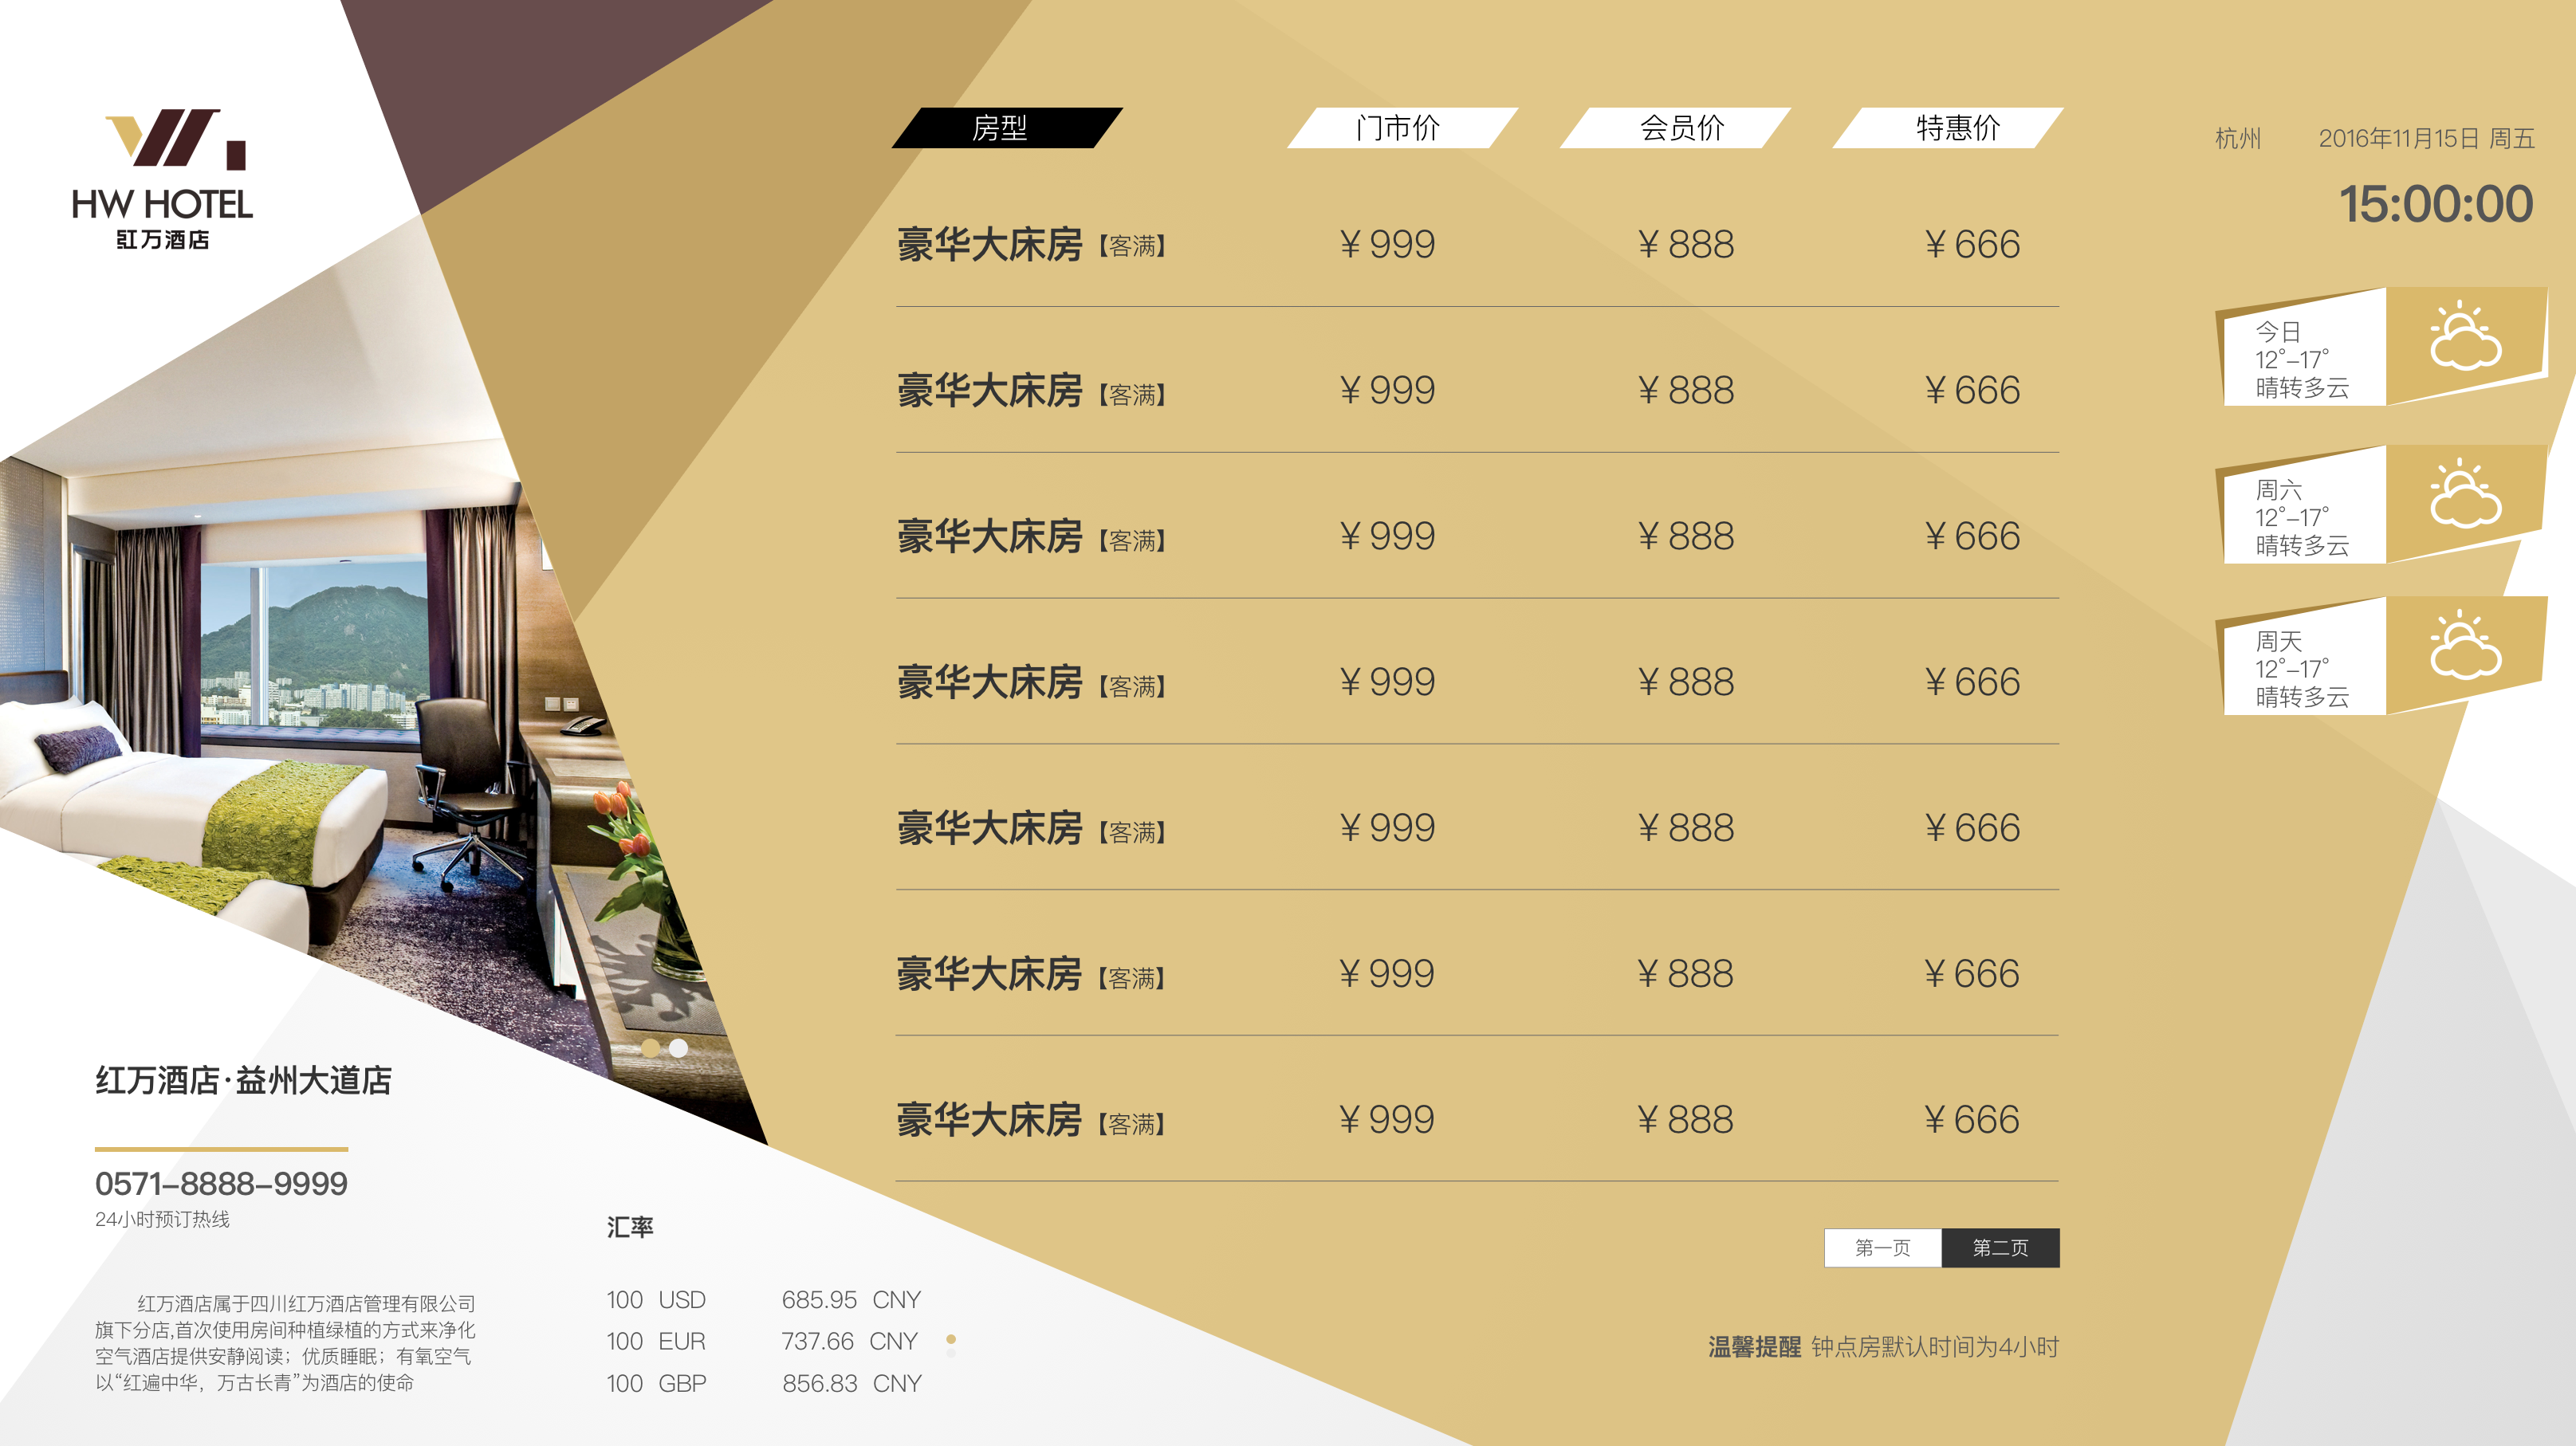 HW HOTEL
红万酒店
房型 门市价 会员价 特惠价
豪华大床房【客满】 ¥999 ¥888 ¥666
豪华大床房【客满】 ¥999 ¥888 ¥666
豪华大床房【客满】 ¥999 ¥888 ¥666
豪华大床房【客满】 ¥999 ¥888 ¥666
豪华大床房【客满】 ¥999 ¥888 ¥666
豪华大床房【客满】 ¥999 ¥888 ¥666
豪华大床房【客满】 ¥999 ¥888 ¥666
第一页 第二页
温馨提醒 钟点房默认时间为4小时
杭州 2016年11月15日 周五
15:00:00
今日
12°-17°
晴转多云
周六
12°-17°
晴转多云
周天
12°-17°
晴转多云
红万酒店·益州大道店
0571-8888-9999
24小时预订热线
红万酒店属于四川红万酒店管理有限公司
旗下分店,首次使用房间种植绿植的方式来净化
空气酒店提供安静阅读；优质睡眠；有氧空气
以“红遍中华，万古长青”为酒店的使命
汇率
100 USD 685.95 CNY
100 EUR 737.66 CNY
100 GBP 856.83 CNY